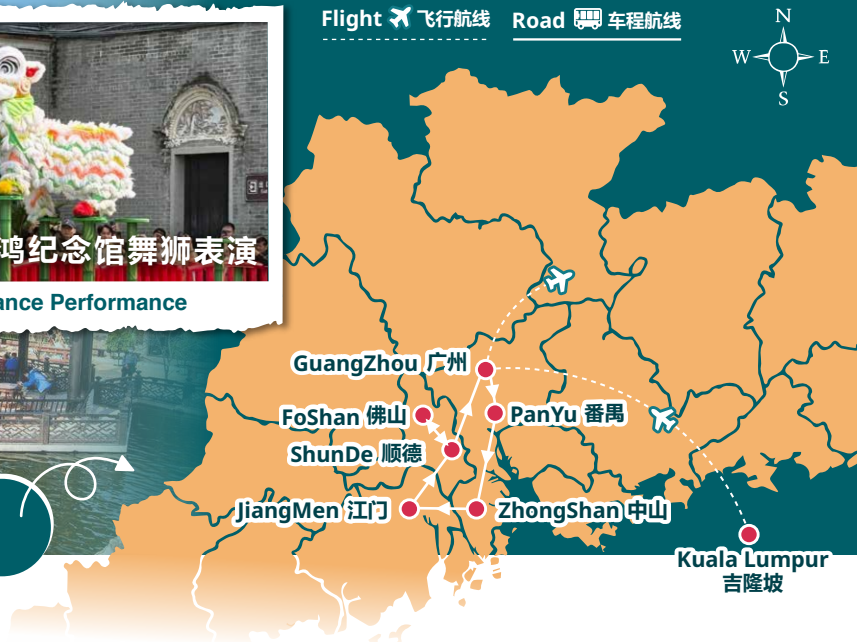 Flight 飞行航线
Road 车程航线
N
W E
S
鸿纪念馆舞狮表演
ance Performance
GuangZhou 广州
FoShan 佛山
PanYu 番禺
ShunDe 顺德
JiangMen 江门
ZhongShan 中山
Kuala Lumpur
吉隆坡